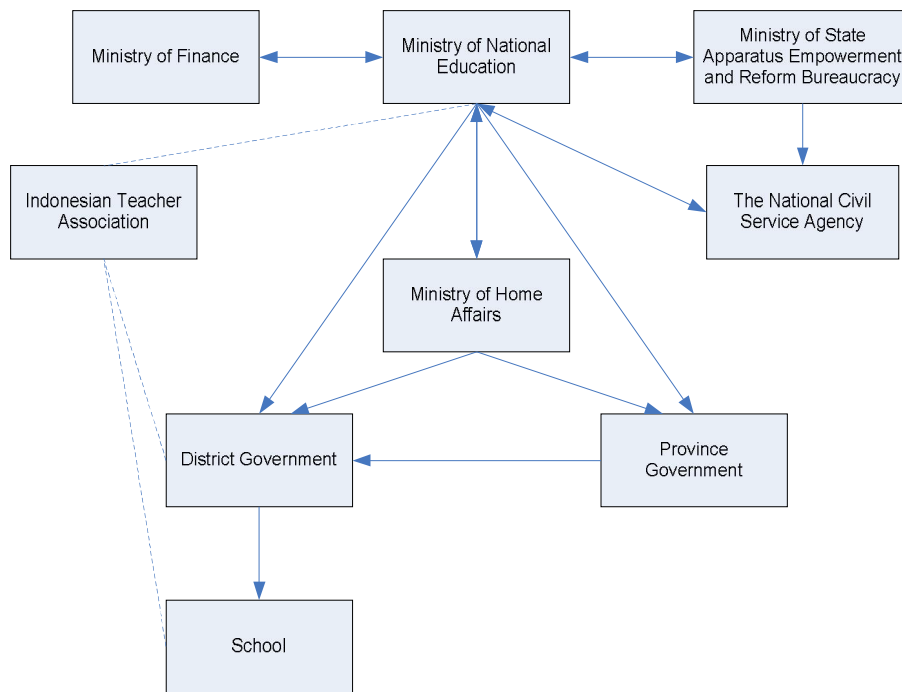 Ministry of Finance
Ministry of National
Education
Ministry of State
Apparatus Empowerment
and Reform Bureaucracy
Indonesian Teacher
Association
The National Civil
Service Agency
Ministry of Home
Affairs
District Government
Province
Government
School